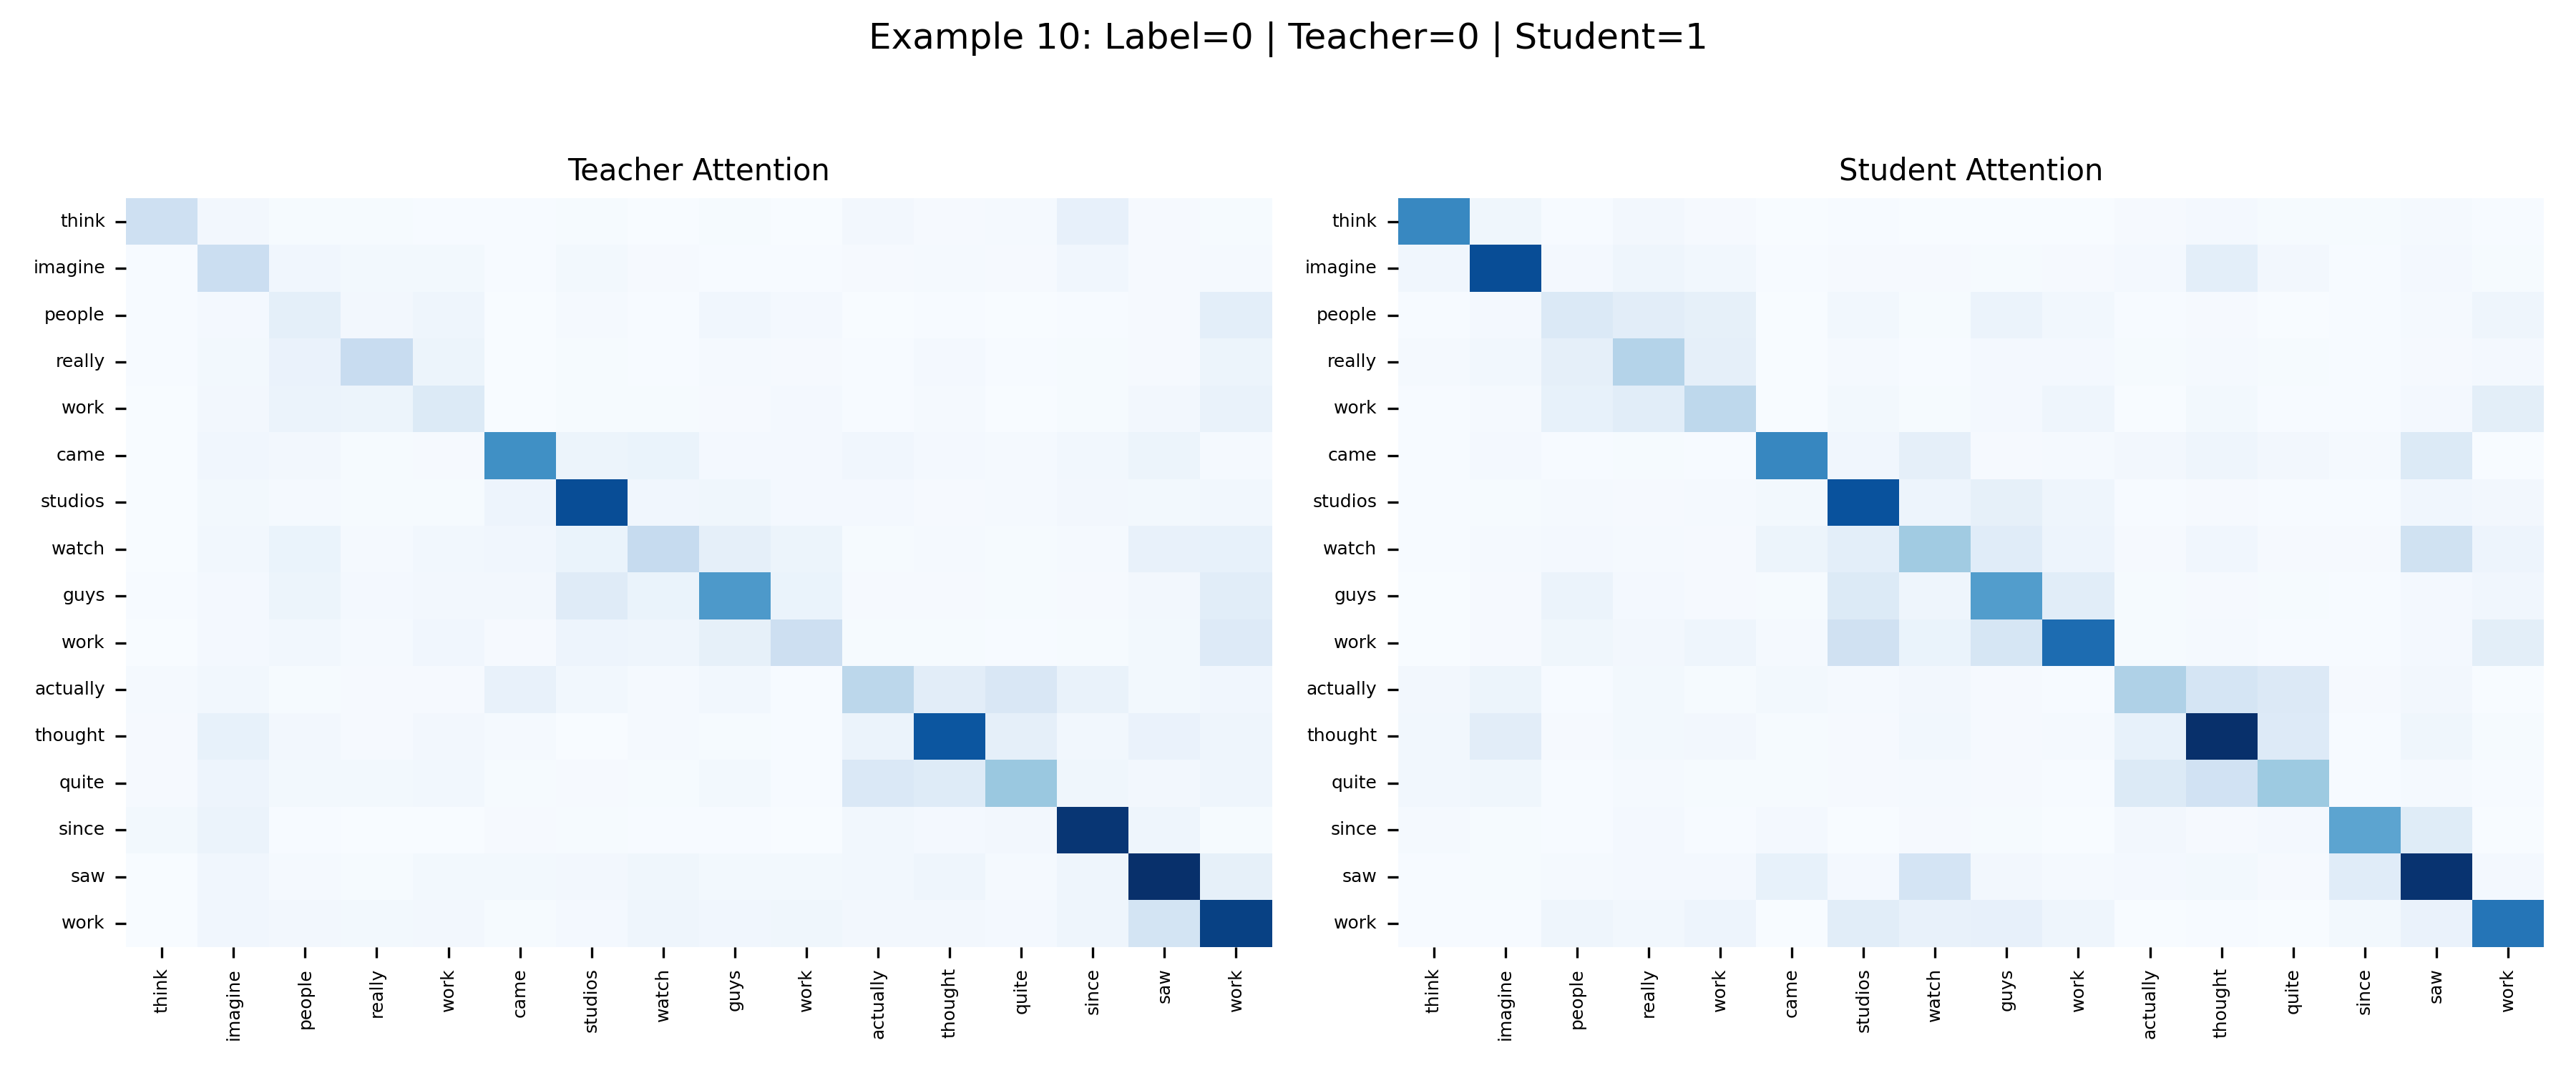 Example 10: Label=0 | Teacher=0 | Student=1
Teacher Attention
think
imagine
people
really
work
came
studios
watch
guys
work
actually
thought
quite
since
saw
work
think
imagine
people
really
work
came
studios
watch
guys
work
actually
thought
quite
since
saw
work
Student Attention
think
imagine
people
really
work
came
studios
watch
guys
work
actually
thought
quite
since
saw
work
think
imagine
people
really
work
came
studios
watch
guys
work
actually
thought
quite
since
saw
work